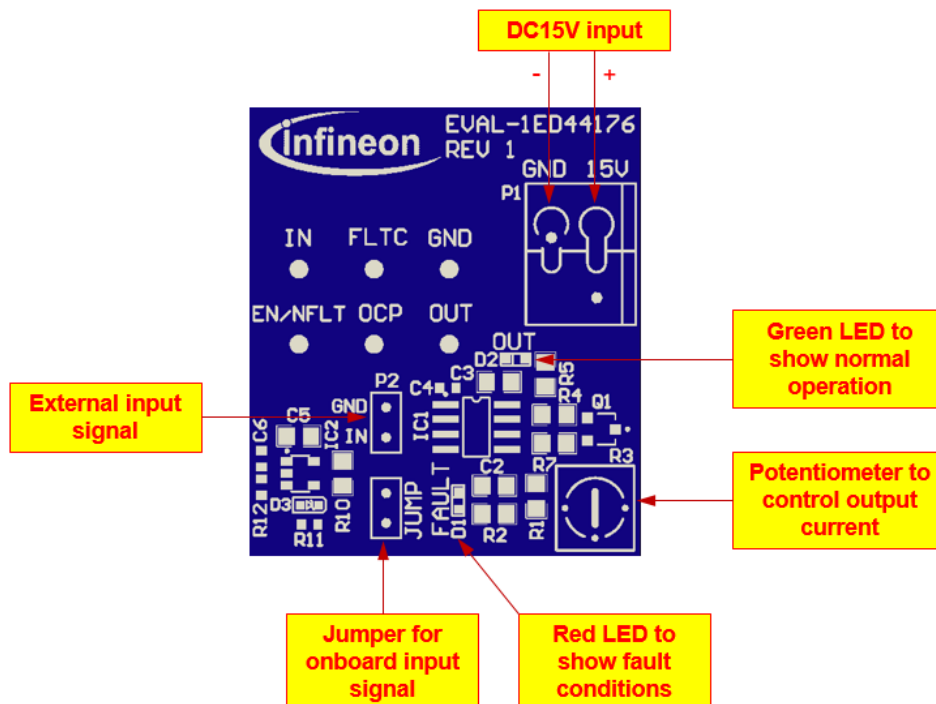 DC15V input
- +
infineon
EVAL-1ED44176
REV 1
GND 15V
P1
IN FLTC GND
EN/NFLT OCP OUT
OUT
D2
R5
Green LED to
show normal
operation
External input
signal
P2
GND
IN
C4
C3
IC1
R4
Q1
C5
IC2
C6
R12
D3
R11
R10
JUMP
FAULT
D1
C2
R2
R7
R1
R3
Potentiometer to
control output
current
Jumper for
onboard input
signal
Red LED to
show fault
conditions